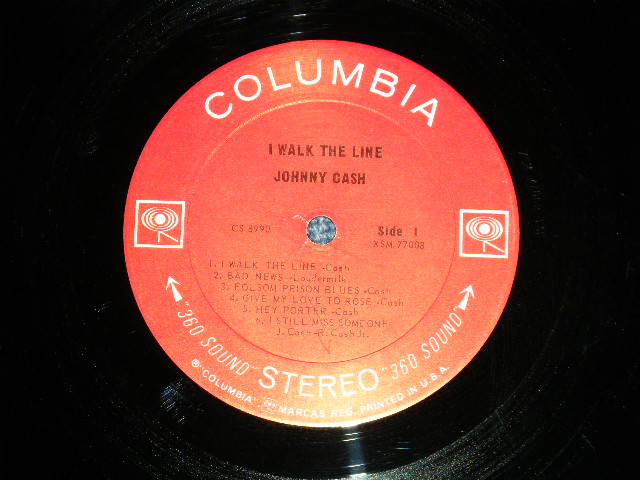 COLUMBIA
I WALK THE LINE
JOHNNY CASH
CS 8990
Side 1
XSM 77008
1. I WALK THE LINE -Cash
2. BAD NEWS -Loudermilk
3. FOLSOM PRISON BLUES -Cash
4. GIVE MY LOVE TO ROSE -Cash
5. HEY PORTER -Cash
6. I STILL MISS SOMEONE
J. Cash-R. Cash Jr.
"360 SOUND" STEREO "360 SOUND"
® "COLUMBIA" MARCAS REG. PRINTED IN U.S.A.